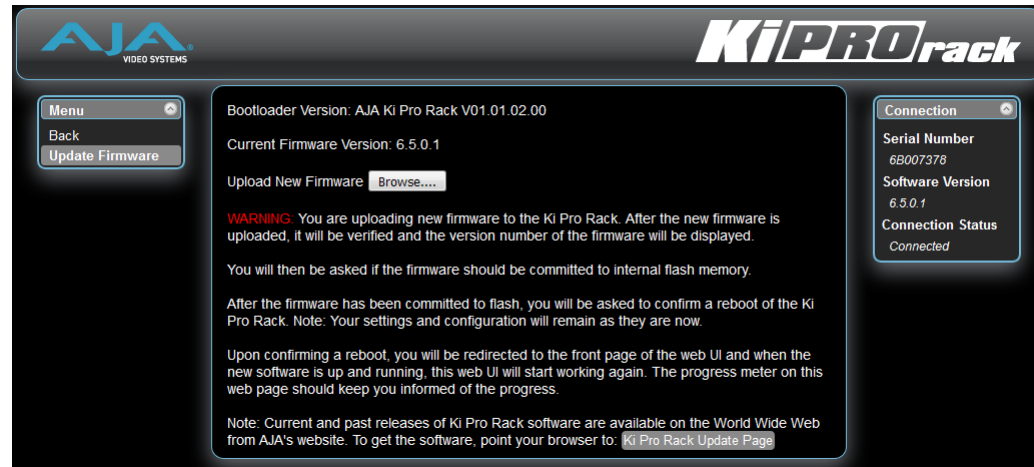 AJA
VIDEO SYSTEMS
KiPROrack
Menu
Back
Update Firmware
Bootloader Version: AJA Ki Pro Rack V01.01.02.00
Current Firmware Version: 6.5.0.1
Upload New Firmware Browse....
WARNING: You are uploading new firmware to the Ki Pro Rack. After the new firmware is
uploaded, it will be verified and the version number of the firmware will be displayed.
You will then be asked if the firmware should be committed to internal flash memory.
After the firmware has been committed to flash, you will be asked to confirm a reboot of the Ki
Pro Rack. Note: Your settings and configuration will remain as they are now.
Upon confirming a reboot, you will be redirected to the front page of the web UI and when the
new software is up and running, this web UI will start working again. The progress meter on this
web page should keep you informed of the progress.
Note: Current and past releases of Ki Pro Rack software are available on the World Wide Web
from AJA's website. To get the software, point your browser to: Ki Pro Rack Update Page
Connection
Serial Number
6B007378
Software Version
6.5.0.1
Connection Status
Connected